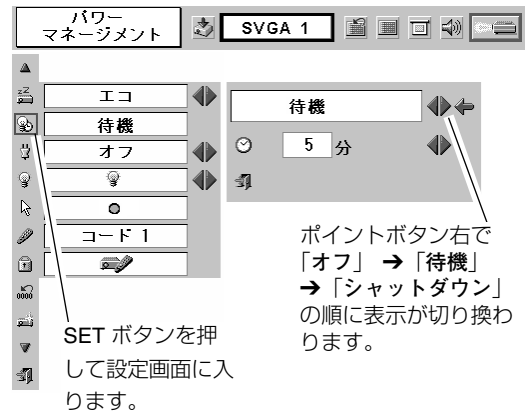 パワー
マネージメント
SVGA 1
エコ
待機
オフ
コード 1
待機
5 分
ポイントボタン右で
「オフ」 ➔「待機」
➔「シャットダウン」
の順に表示が切り換わ
ります。
SET ボタンを押
して設定画面に入
ります。